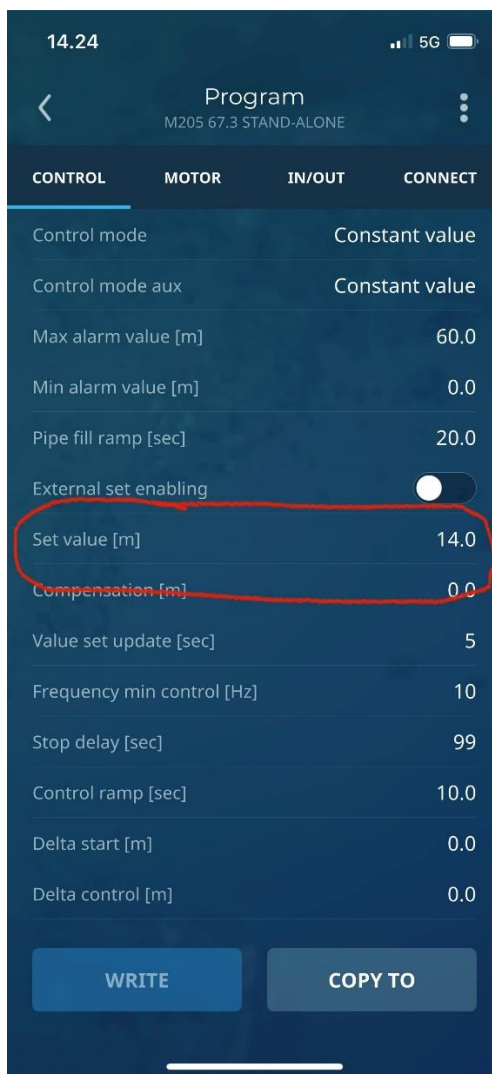 14.24 5G
Program
M205 67.3 STAND-ALONE
CONTROL MOTOR IN/OUT CONNECT
Control mode Constant value
Control mode aux Constant value
Max alarm value [m] 60.0
Min alarm value [m] 0.0
Pipe fill ramp [sec] 20.0
External set enabling
Set value [m] 14.0
Compensation [m] 0.0
Value set update [sec] 5
Frequency min control [Hz] 10
Stop delay [sec] 99
Control ramp [sec] 10.0
Delta start [m] 0.0
Delta control [m] 0.0
WRITE COPY TO